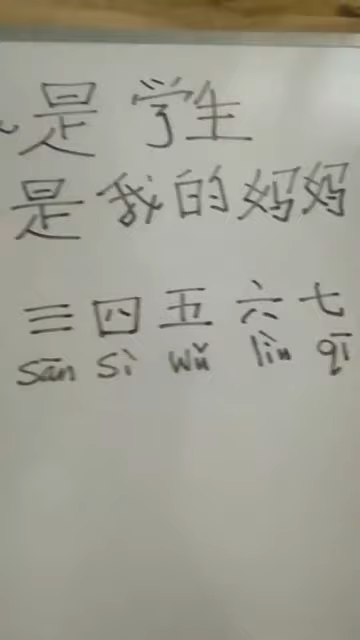 是 学生
是 我 的 妈妈
三 四 五 六 七
sān sì wǔ lìu qī